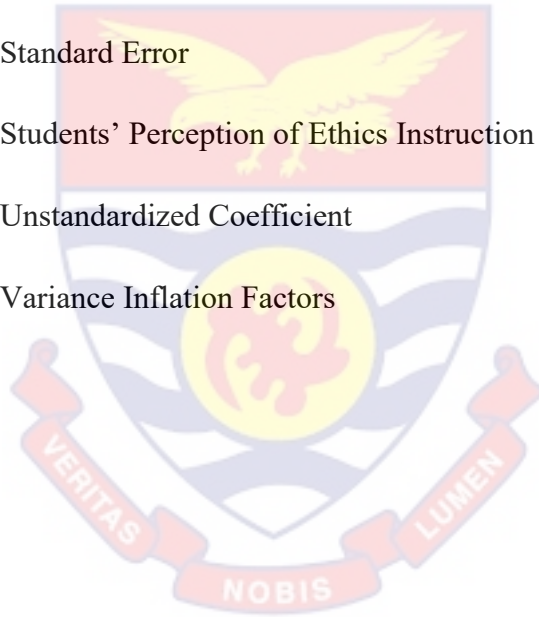 Standard Error
Students’ Perception of Ethics Instruction
Unstandardized Coefficient
Variance Inflation Factors
VERITAS
NOBIS
LUMEN